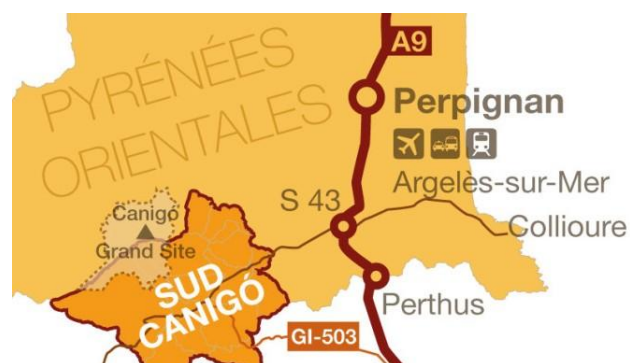 A9
PYRÉNÉES
ORIENTALES
Perpignan
Argelès-sur-Mer
S 43
Collioure
Canigó
Grand Site
SUD
CANIGÓ
Perthus
GI-503